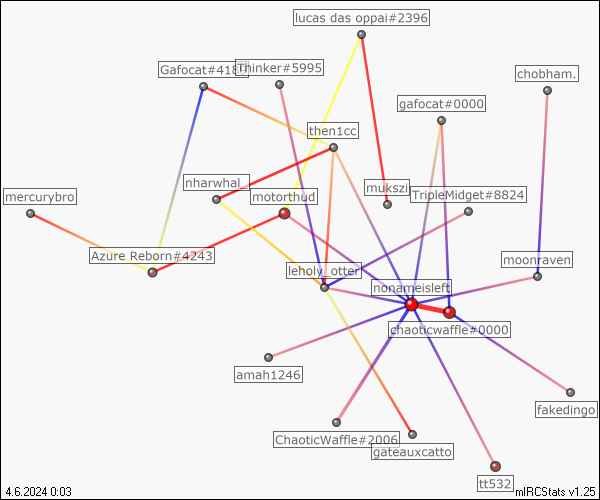 lucas das oppai#2396
Gafocat#418
Thinker#5995
chobham.
gafocat#0000
then1cc
nharwhal_
mukszi
mercurybro
motorthud
TripleMidget#8824
Azure Reborn#4243
leholy_otter
moonraven
nonameisleft
chaoticwaffle#0000
amah1246
fakedingo
ChaoticWaffle#2006
gateauxcatto
tt532
4.6.2024 0:03
mIRCStats v1.25